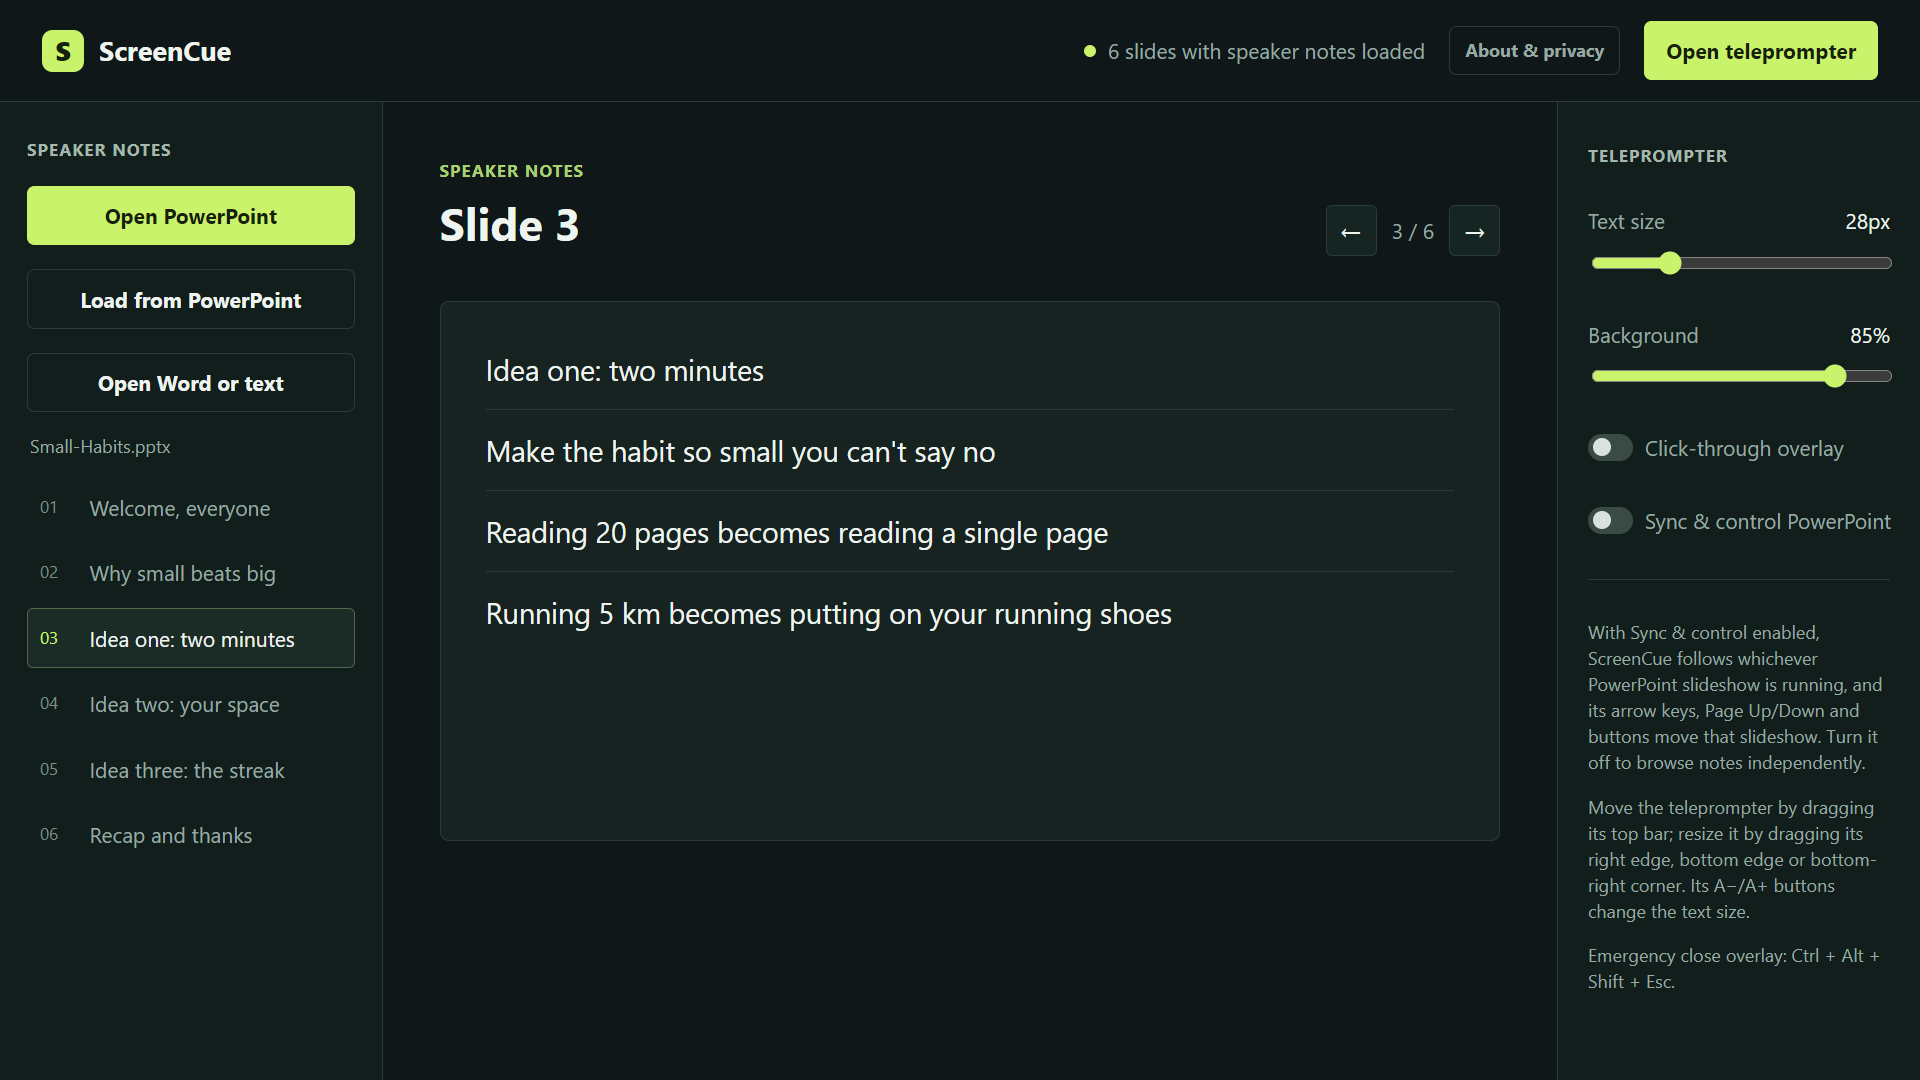 S ScreenCue
6 slides with speaker notes loaded
About & privacy
Open teleprompter
SPEAKER NOTES
Open PowerPoint
Load from PowerPoint
Open Word or text
Small-Habits.pptx
01 Welcome, everyone
02 Why small beats big
03 Idea one: two minutes
04 Idea two: your space
05 Idea three: the streak
06 Recap and thanks
SPEAKER NOTES
Slide 3
← 3 / 6 →
Idea one: two minutes
Make the habit so small you can't say no
Reading 20 pages becomes reading a single page
Running 5 km becomes putting on your running shoes
TELEPROMPTER
Text size 28px
Background 85%
Click-through overlay
Sync & control PowerPoint
With Sync & control enabled,
ScreenCue follows whichever
PowerPoint slideshow is running, and
its arrow keys, Page Up/Down and
buttons move that slideshow. Turn it
off to browse notes independently.
Move the teleprompter by dragging
its top bar; resize it by dragging its
right edge, bottom edge or bottom-
right corner. Its A−/A+ buttons
change the text size.
Emergency close overlay: Ctrl + Alt +
Shift + Esc.